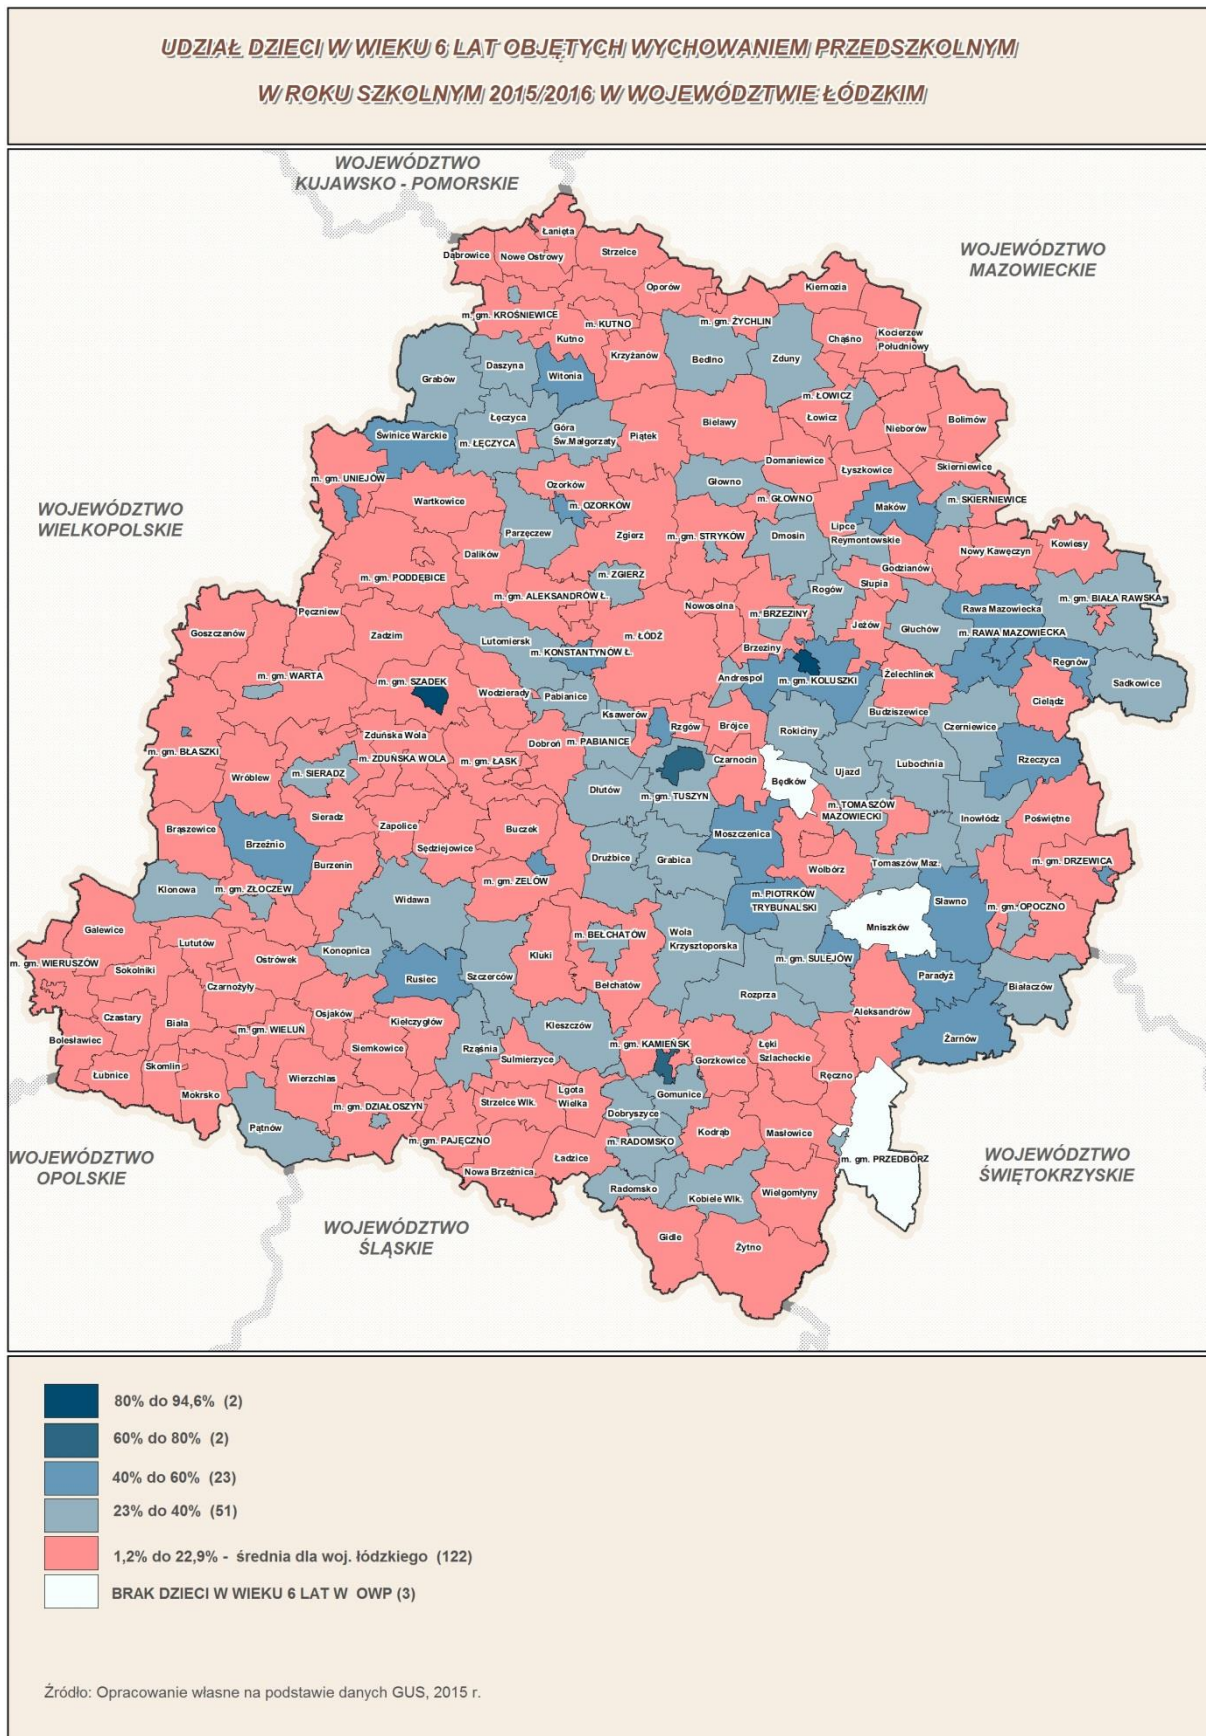 UDZIAŁ DZIECI W WIEKU 6 LAT OBJĘTYCH WYCHOWANIEM PRZEDSZKOLNYM
W ROKU SZKOLNYM 2015/2016 W WOJEWÓDZTWIE ŁÓDZKIM
WOJEWÓDZTWO
KUJAWSKO - POMORSKIE
WOJEWÓDZTWO
MAZOWIECKIE
Łanięta
Dąbrowice
Nowe Ostrowy
Strzelce
Oporów
Kiernozia
m. gm. KROŚNIEWICE
m. KUTNO
m. gm. ŻYCHLIN
Kutno
Krzyżanów
Bedlno
Zduny
Chąśno
Kocierzew
Południowy
Grabów
Daszyna
Witonia
m. ŁOWICZ
Łowicz
Nieborów
Bolimów
Łęczyca
Góra
Św.Małgorzaty
Piątek
Bielawy
Świnice Warckie
m. ŁĘCZYCA
Domaniewice
Łyszkowice
Skierniewice
m. gm. UNIEJÓW
Wartkowice
Ozorków
m. OZORKÓW
Głowno
m. GŁOWNO
Maków
m. SKIERNIEWICE
WOJEWÓDZTWO
WIELKOPOLSKIE
Parzęczew
Zgierz
m. gm. STRYKÓW
Dmosin
Lipce
Reymontowskie
Nowy Kawęczyn
Kowiesy
Dalików
m. gm. PODDĘBICE
m. ZGIERZ
Godzianów
Słupia
Rogów
Pęczniew
m. gm. ALEKSANDRÓW Ł.
Nowosolna
m. BRZEZINY
Jeżów
Głuchów
Rawa Mazowiecka
m. gm. BIAŁA RAWSKA
Goszczanów
Zadzim
Lutomiersk
m. ŁÓDŹ
m. KONSTANTYNÓW Ł.
Brzeziny
m. RAWA MAZOWIECKA
Regnów
Sadkowice
m. gm. WARTA
m. gm. SZADEK
Wodzierady
Pabianice
Andrespol
m. gm. KOLUSZKI
Żelechlinek
Cielądz
Ksawerów
Budziszewice
Zduńska Wola
Dobroń
m. PABIANICE
Rzgów
Brójce
Rokiciny
Czerniewice
m. gm. BŁASZKI
m. ZDUŃSKA WOLA
m. gm. ŁASK
Czarnocin
Ujazd
Lubochnia
Rzeczyca
Wróblew
m. SIERADZ
Dłutów
m. gm. TUSZYN
Będków
m. TOMASZÓW
MAZOWIECKI
Inowłódz
Poświętne
Brąszewice
Sieradz
Zapolice
Buczek
Moszczenica
Brzeźnio
Sędziejowice
Drużbice
Grabica
Wolbórz
Tomaszów Maz.
m. gm. DRZEWICA
Burzenin
Klonowa
m. gm. ZŁOCZEW
m. gm. ZELÓW
Widawa
m. PIOTRKÓW
TRYBUNALSKI
Sławno
m. gm. OPOCZNO
Mniszków
Galewice
Lututów
Konopnica
m. BEŁCHATÓW
Wola
Krzysztoporska
m. gm. SULEJÓW
m. gm. WIERUSZÓW
Sokolniki
Ostrówek
Rusiec
Szczerców
Kluki
Bełchatów
Rozprza
Paradyż
Białaczów
Czarnożyły
Czastary
Biała
Osjaków
Kiełczygłów
Kleszczów
Aleksandrów
Żarnów
Bolesławiec
m. gm. WIELUŃ
Siemkowice
Rząśnia
Sulmierzyce
m. gm. KAMIEŃSK
Gorzkowice
Łęki
Szlacheckie
Ręczno
Łubnice
Skomlin
Mokrsko
Wierzchlas
Strzelce Wlk.
Lgota
Wielka
Gomunice
m. gm. DZIAŁOSZYN
Dobryszyce
Pątnów
m. gm. PAJĘCZNO
m. RADOMSKO
Kodrąb
Masłowice
m. gm. PRZEDBÓRZ
Nowa Brzeźnica
Ładzice
Radomsko
Kobiele Wlk.
Wielgomłyny
Gidle
Żytno
WOJEWÓDZTWO
OPOLSKIE
WOJEWÓDZTWO
ŚLĄSKIE
WOJEWÓDZTWO
ŚWIĘTOKRZYSKIE
80% do 94,6% (2)
60% do 80% (2)
40% do 60% (23)
23% do 40% (51)
1,2% do 22,9% - średnia dla woj. łódzkiego (122)
BRAK DZIECI W WIEKU 6 LAT W OWP (3)
Źródło: Opracowanie własne na podstawie danych GUS, 2015 r.